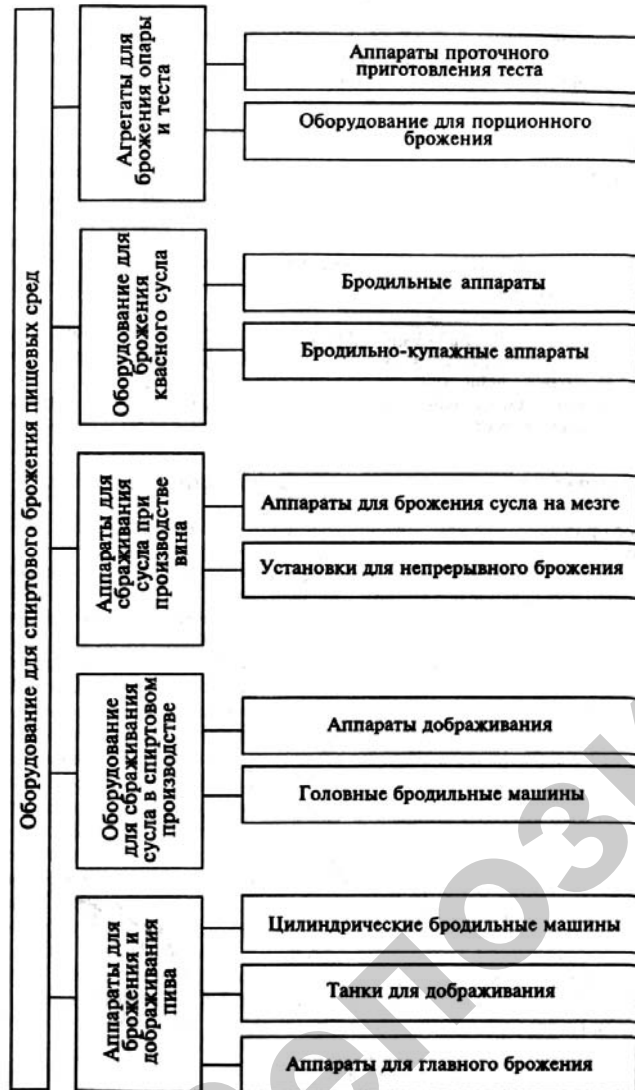 Оборудование для спиртового брожения пищевых сред
Агрегаты для
брожения опары
и теста
Аппараты проточного
приготовления теста
Оборудование для порционного
брожения
Оборудование для
брожения
квасного сусла
Бродильные аппараты
Бродильно-купажные аппараты
Аппараты для
сбраживания
сусла при
производстве
вина
Аппараты для брожения сусла на мезге
Установки для непрерывного брожения
Оборудование
для сбраживания
сусла в спиртовом
производстве
Аппараты дображивания
Головные бродильные машины
Аппараты для
брожения и
дображивания
пива
Цилиндрические бродильные машины
Танки для дображивания
Аппараты для главного брожения